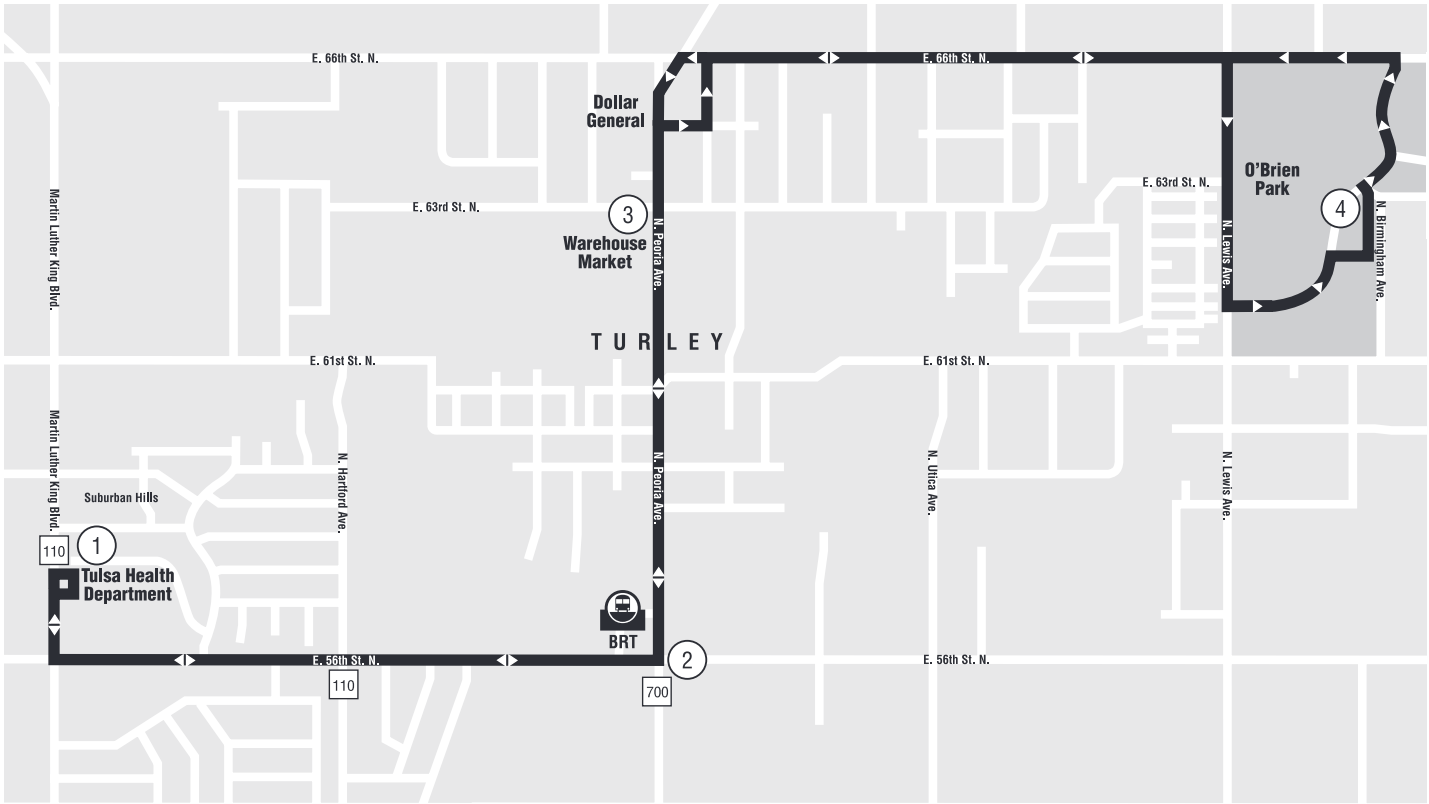 E. 66th St. N.
E. 66th St. N.
Dollar
General
O'Brien
Park
E. 63rd St. N.
E. 63rd St. N.
Martin Luther King Blvd.
3
4
N. Peoria Ave.
N. Lewis Ave.
N. Birmingham Ave.
Warehouse
Market
TURLEY
E. 61st St. N.
E. 61st St. N.
Martin Luther King Blvd.
N. Hartford Ave.
N. Peoria Ave.
N. Utica Ave.
N. Lewis Ave.
Suburban Hills
110
1
Tulsa Health
Department
BRT
E. 56th St. N.
2
E. 56th St. N.
110
700